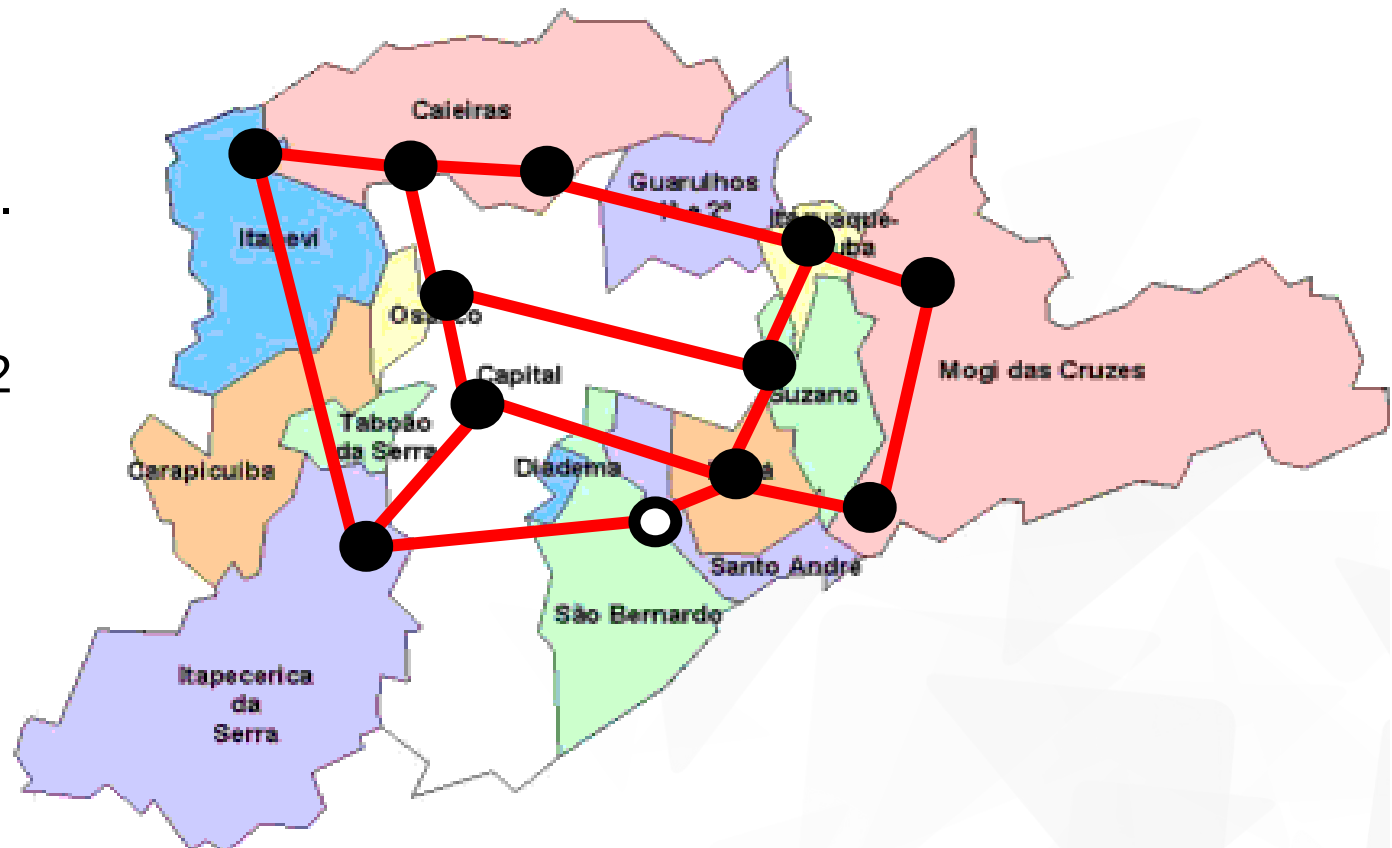 .
Caieiras
.
Guarulhos
Itapevi
2
Capital
Mogi das Cruzes
Suzano
Taboão
da Serra
Carapicuiba
Diadema
Santo André
São Bernardo
Itapecerica
da
Serra